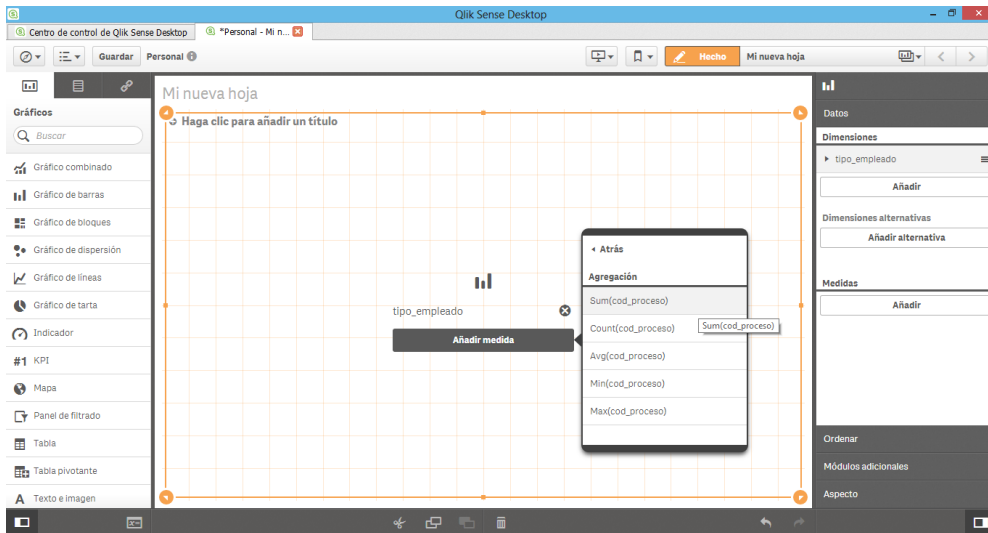 Qlik Sense Desktop
Centro de control de Qlik Sense Desktop
*Personal - Mi n...
Guardar
Personal
Hecho
Mi nueva hoja
Gráficos
Buscar
Gráfico combinado
Gráfico de barras
Gráfico de bloques
Gráfico de dispersión
Gráfico de líneas
Gráfico de tarta
Indicador
#1 KPI
Mapa
Panel de filtrado
Tabla
Tabla pivotante
A Texto e imagen
Mi nueva hoja
Haga clic para añadir un título
tipo_empleado
Añadir medida
Atrás
Agregación
Sum(cod_proceso)
Count(cod_proceso)
Sum(cod_proceso)
Avg(cod_proceso)
Min(cod_proceso)
Max(cod_proceso)
Datos
Dimensiones
tipo_empleado
Añadir
Dimensiones alternativas
Añadir alternativa
Medidas
Añadir
Ordenar
Módulos adicionales
Aspecto